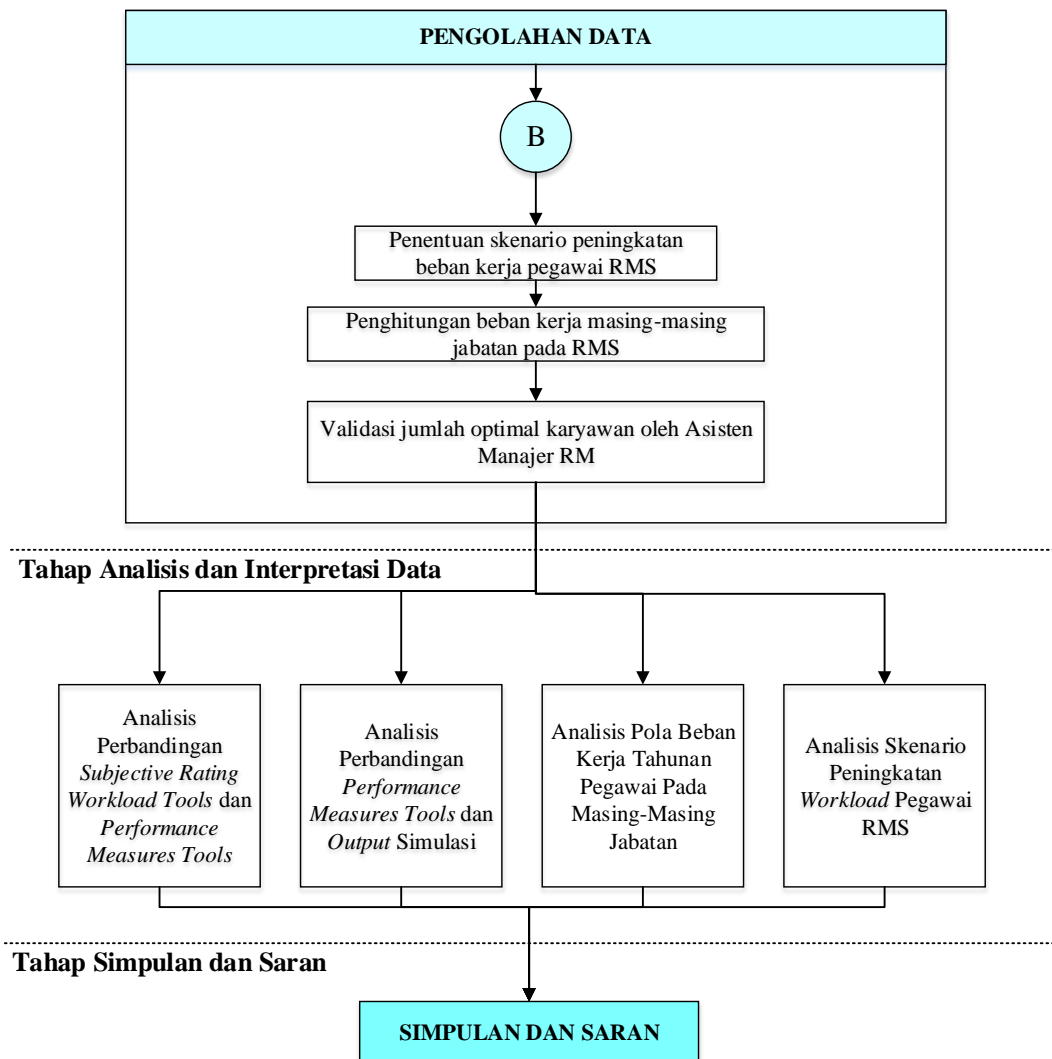 PENGOLAHAN DATA
B
Penentuan skenario peningkatan
beban kerja pegawai RMS
Penghitungan beban kerja masing-masing
jabatan pada RMS
Validasi jumlah optimal karyawan oleh Asisten
Manajer RM
Tahap Analisis dan Interpretasi Data
Analisis
Perbandingan
Subjective Rating
Workload Tools dan
Performance
Measures Tools
Analisis
Perbandingan
Performance
Measures Tools dan
Output Simulasi
Analisis Pola Beban
Kerja Tahunan
Pegawai Pada
Masing-Masing
Jabatan
Analisis Skenario
Peningkatan
Workload Pegawai
RMS
Tahap Simpulan dan Saran
SIMPULAN DAN SARAN